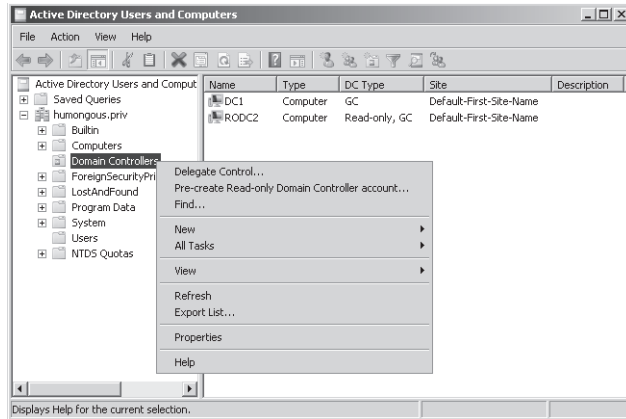 Active Directory Users and Computers
File Action View Help
Active Directory Users and Comput
Saved Queries
humongous.priv
Builtin
Computers
Domain Controllers
ForeignSecurityPri
LostAndFound
Program Data
System
Users
NTDS Quotas
Name Type DC Type Site Description
DC1 Computer GC Default-First-Site-Name
RODC2 Computer Read-only, GC Default-First-Site-Name
Delegate Control...
Pre-create Read-only Domain Controller account...
Find...
New
All Tasks
View
Refresh
Export List...
Properties
Help
Displays Help for the current selection.